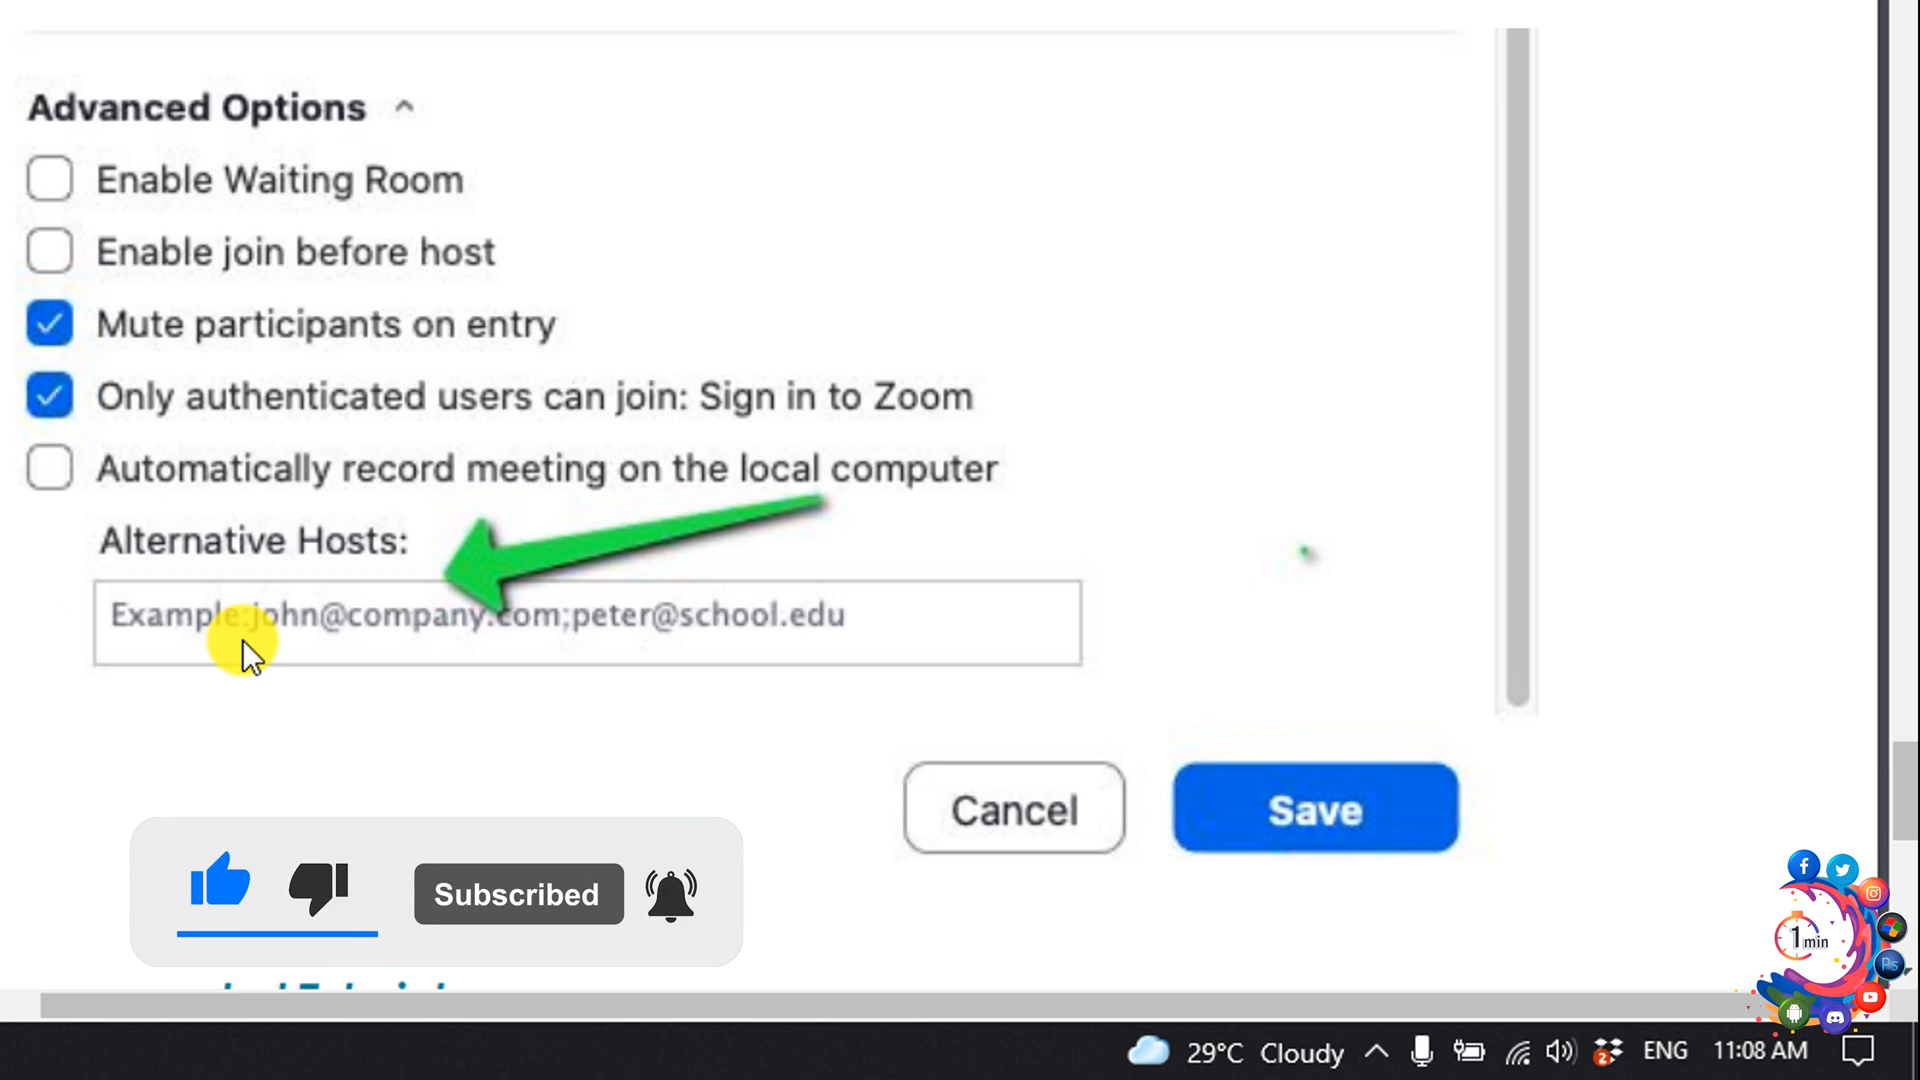 Advanced Options
Enable Waiting Room
Enable join before host
Mute participants on entry
Only authenticated users can join: Sign in to Zoom
Automatically record meeting on the local computer
Alternative Hosts:
Example:john@company.com;peter@school.edu
Cancel
Save
Subscribed
1 min
Ps
29°C Cloudy
2
ENG
11:08 AM